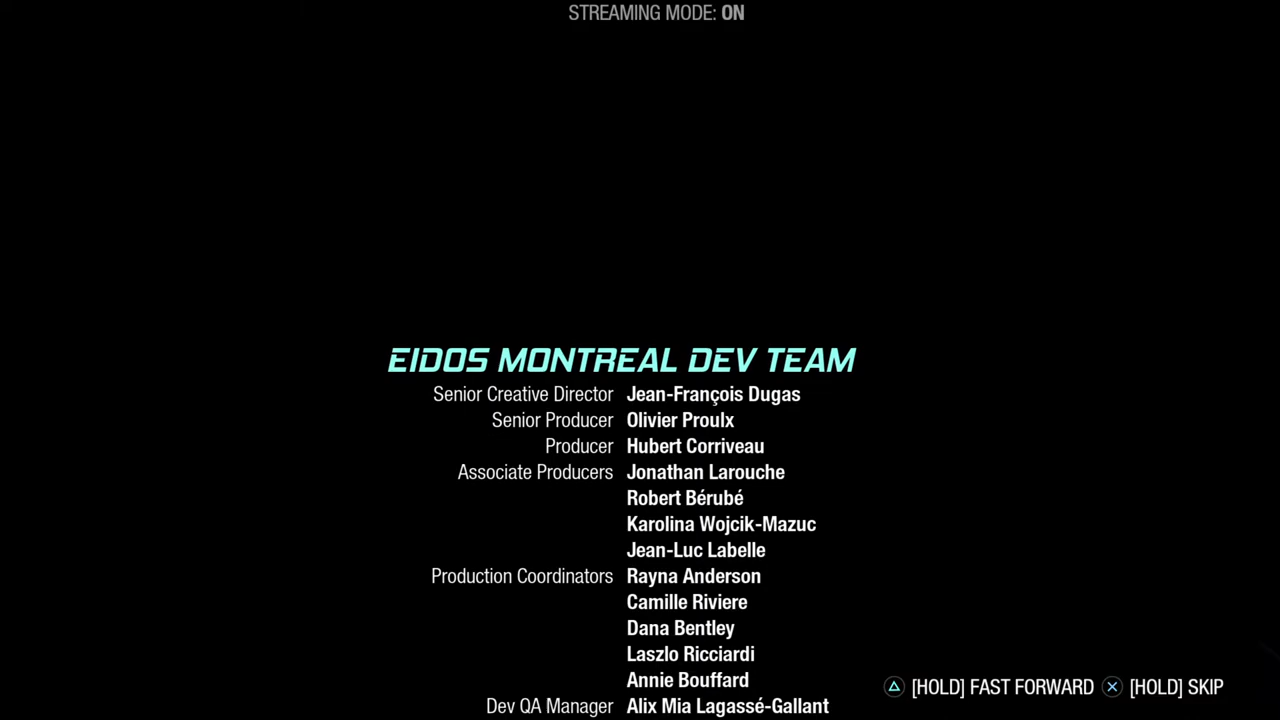 STREAMING MODE: ON
EIDOS MONTREAL DEV TEAM
Senior Creative Director Jean-François Dugas
Senior Producer Olivier Proulx
Producer Hubert Corriveau
Associate Producers Jonathan Larouche
Robert Bérubé
Karolina Wojcik-Mazuc
Jean-Luc Labelle
Production Coordinators Rayna Anderson
Camille Riviere
Dana Bentley
Laszlo Ricciardi
Annie Bouffard
[HOLD] FAST FORWARD [HOLD] SKIP
Dev QA Manager Alix Mia Lagassé-Gallant